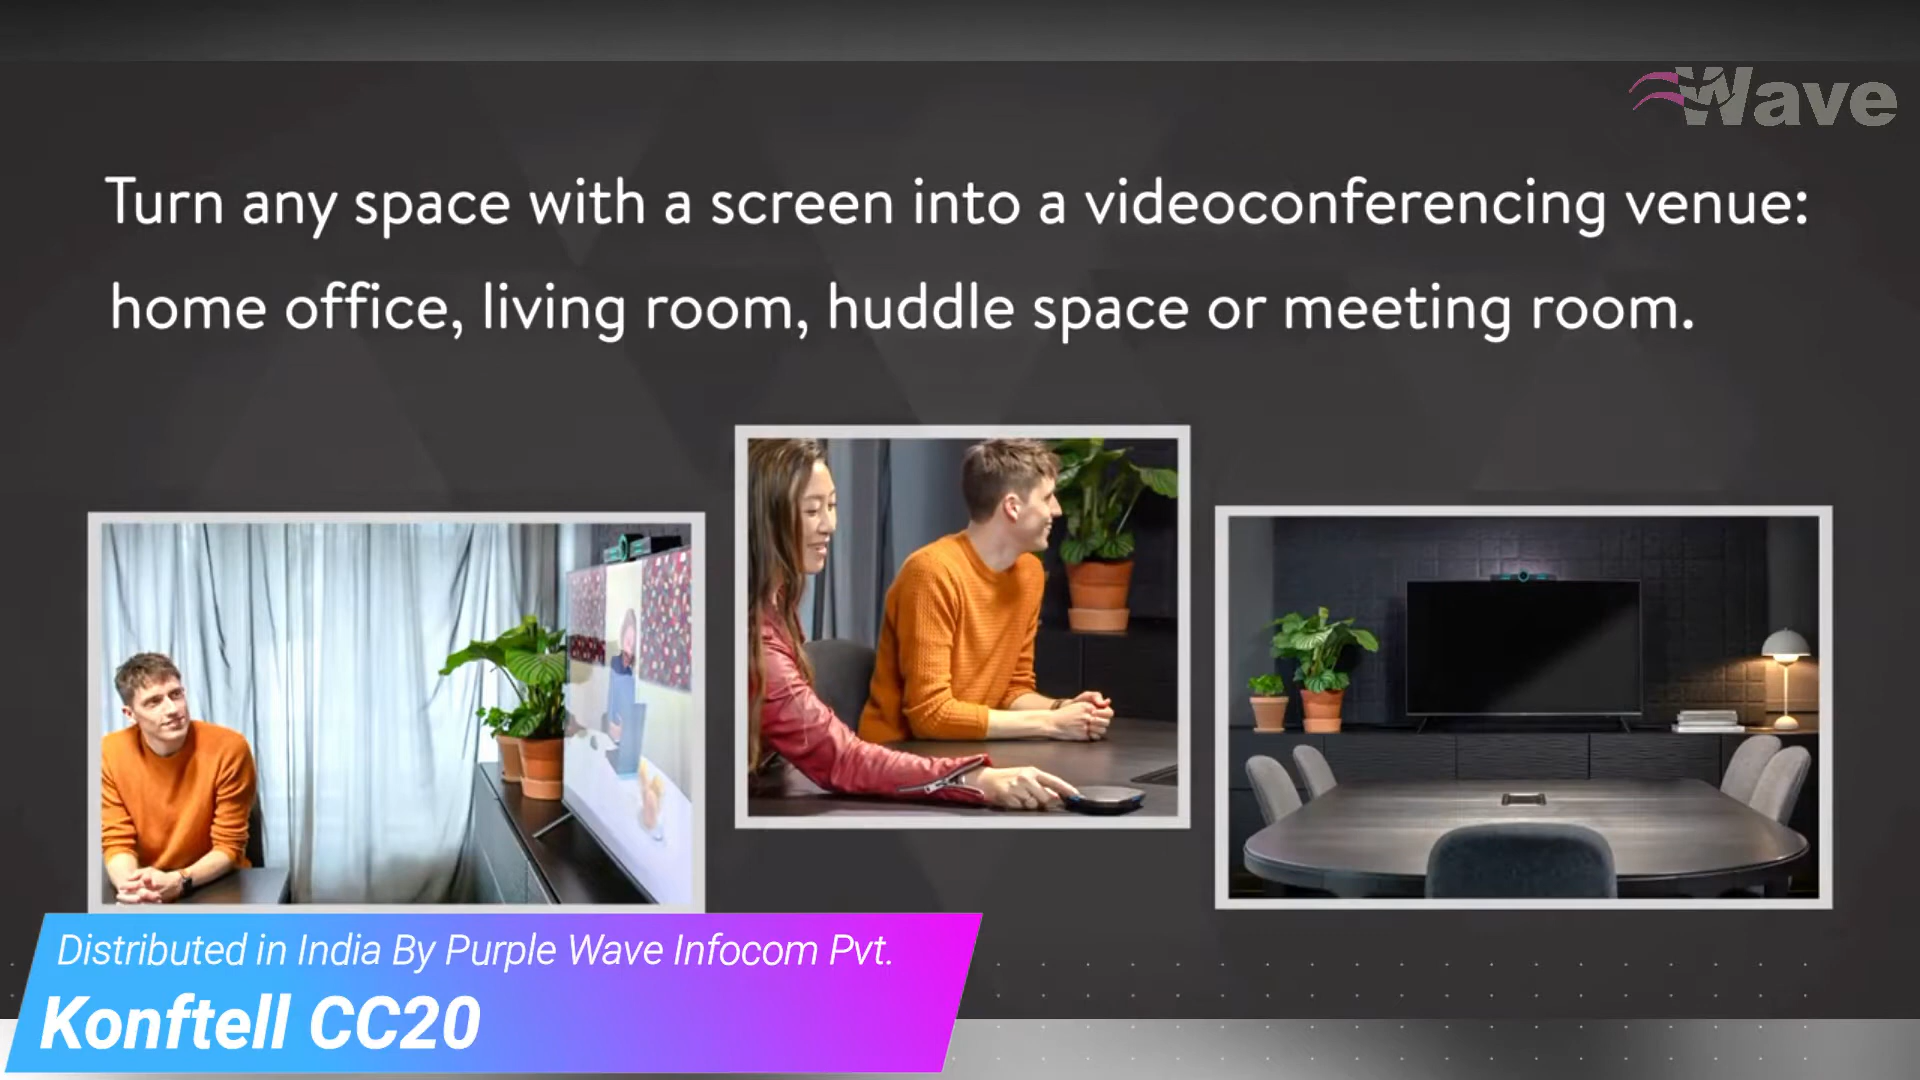 Wave
Turn any space with a screen into a videoconferencing venue:
home office, living room, huddle space or meeting room.
Distributed in India By Purple Wave Infocom Pvt.
Konftell CC20